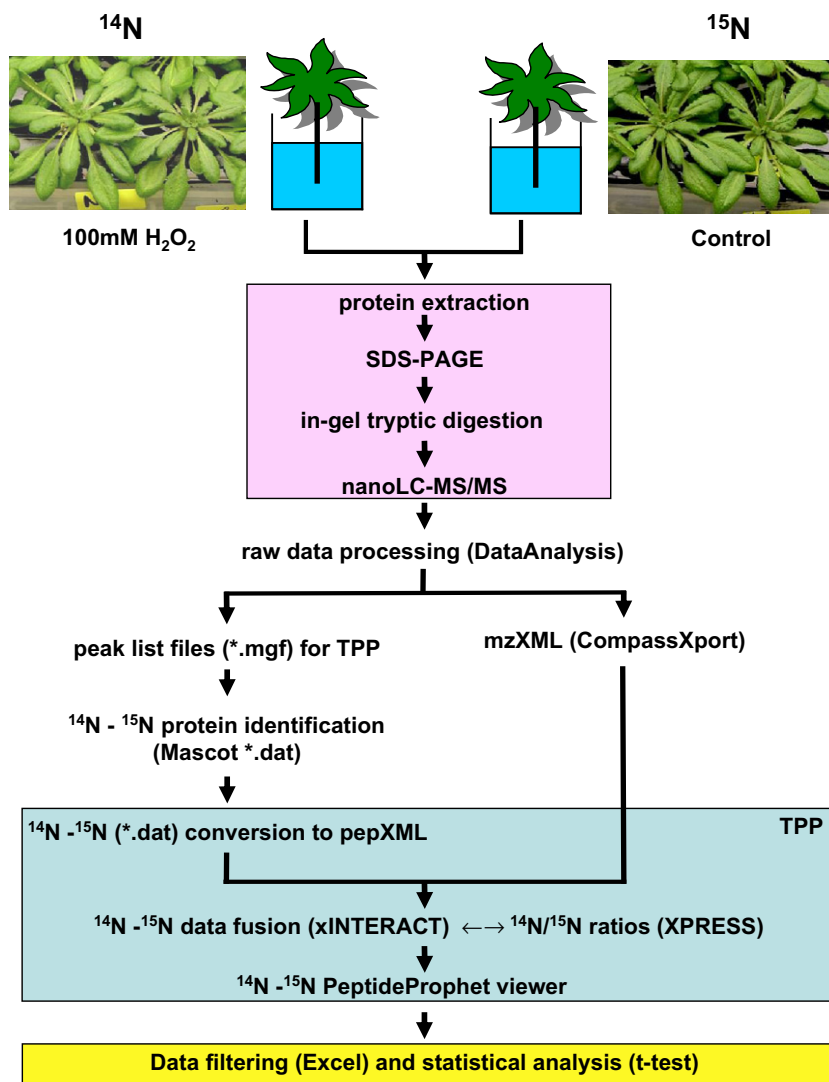 ¹⁴N
¹⁵N
100mM H₂O₂
Control
protein extraction
SDS-PAGE
in-gel tryptic digestion
nanoLC-MS/MS
raw data processing (DataAnalysis)
peak list files (*.mgf) for TPP
mzXML (CompassXport)
¹⁴N - ¹⁵N protein identification
(Mascot *.dat)
¹⁴N -¹⁵N (*.dat) conversion to pepXML
TPP
¹⁴N -¹⁵N data fusion (xINTERACT) ←→ ¹⁴N/¹⁵N ratios (XPRESS)
¹⁴N -¹⁵N PeptideProphet viewer
Data filtering (Excel) and statistical analysis (t-test)